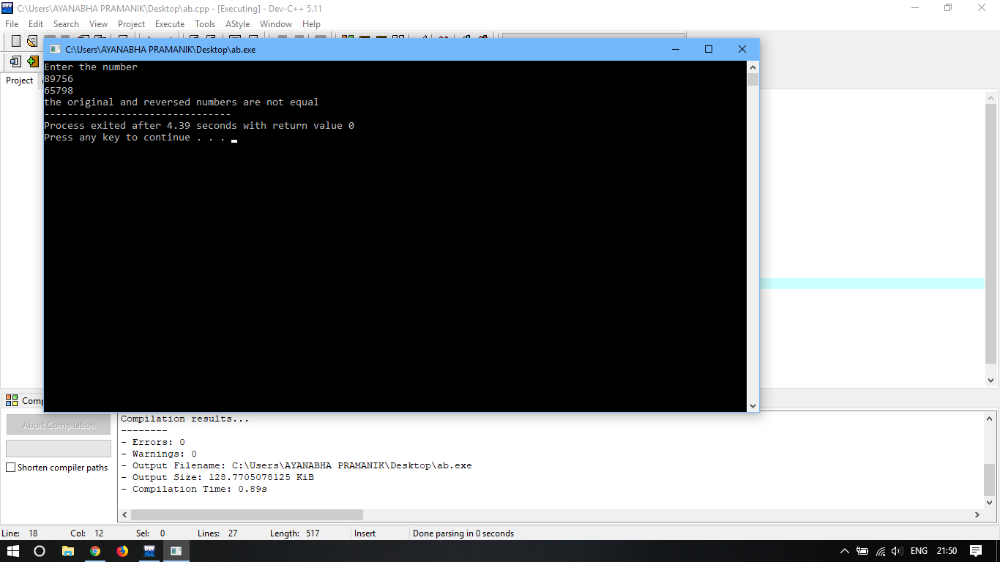 C:\Users\AYANABHA PRAMANIK\Desktop\ab.cpp - [Executing] - Dev-C++ 5.11
File Edit Search View Project Execute Tools AStyle Window Help
C:\Users\AYANABHA PRAMANIK\Desktop\ab.exe
Project
Enter the number
89756
65798
the original and reversed numbers are not equal
--------------------------------
Process exited after 4.39 seconds with return value 0
Press any key to continue . . .
Comp
Abort Compilation
Shorten compiler paths
Compilation results...
--------
- Errors: 0
- Warnings: 0
- Output Filename: C:\Users\AYANABHA PRAMANIK\Desktop\ab.exe
- Output Size: 128.7705078125 KiB
- Compilation Time: 0.89s
Line: 18 Col: 12 Sel: 0 Lines: 27 Length: 517 Insert Done parsing in 0 seconds
DEV ENG 21:50